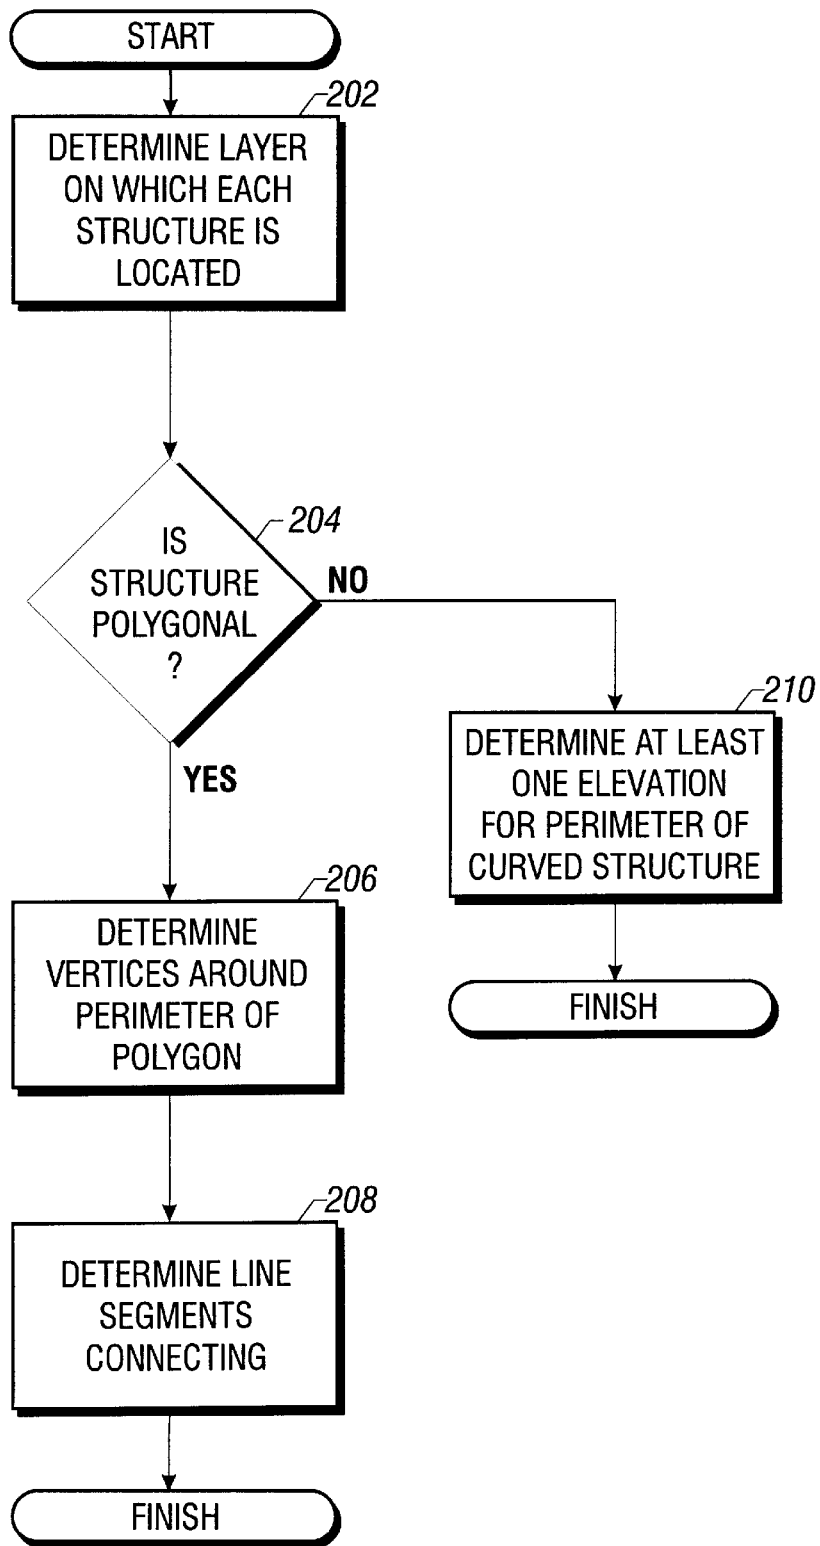 START
202
DETERMINE LAYER
ON WHICH EACH
STRUCTURE IS
LOCATED
204
IS
STRUCTURE
POLYGONAL
?
NO
YES
210
DETERMINE AT LEAST
ONE ELEVATION
FOR PERIMETER OF
CURVED STRUCTURE
FINISH
206
DETERMINE
VERTICES AROUND
PERIMETER OF
POLYGON
208
DETERMINE LINE
SEGMENTS
CONNECTING
FINISH